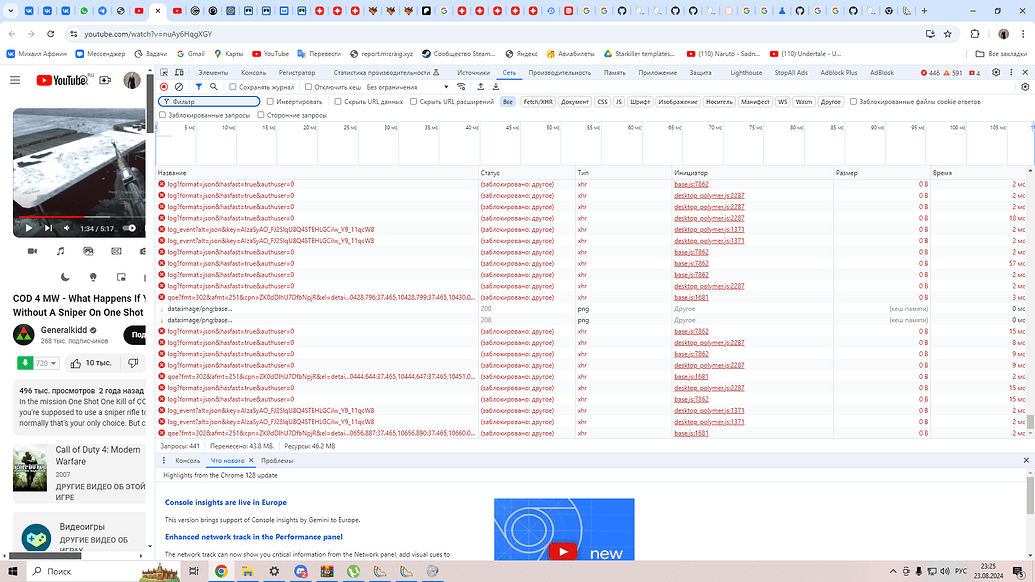 youtube.com/watch?v=nuAy6HqgXGY
Михаил Афонин
Мессенджер
Задачи
Gmail
Карты
YouTube
Перевести
report.mrcraig.xyz
Сообщество Steam...
Яндекс
Авиабилеты
Starkiller templates...
(110) Naruto - Sadn...
(110) Undertale - U...
Все закладки
YouTube RU
1:34 / 5:17
COD 4 MW - What Happens If Y
Without A Sniper On One Shot
Generalkidd
268 тыс. подписчиков
Под
720
10 тыс.
496 тыс. просмотров 2 года назад
In the mission One Shot One Kill of CO
you're supposed to use a sniper rifle to
normally that's your only choice. But c
Call of Duty 4: Modern
Warfare
2007
ДРУГИЕ ВИДЕО ОБ ЭТОЙ
ИГРЕ
Видеоигры
ДРУГИЕ ВИДЕО ОБ
ИГРАХ
Элементы
Консоль
Регистратор
Статистика производительности
Источники
Сеть
Производительность
Память
Приложение
Защита
Lighthouse
StopAll Ads
Adblock Plus
AdBlock
446
591
4
Сохранять журнал
Отключить кеш
Без ограничения
Фильтр
Инвертировать
Скрыть URL данных
Скрыть URL расширений
Все
Fetch/XHR
Документ
CSS
JS
Шрифт
Изображение
Носитель
Манифест
WS
Wasm
Другое
Заблокированные файлы cookie ответов
Заблокированные запросы
Сторонние запросы
5 мс 10 мс 15 мс 20 мс 25 мс 30 мс 35 мс 40 мс 45 мс 50 мс 55 мс 60 мс 65 мс 70 мс 75 мс 80 мс 85 мс 90 мс 95 мс 100 мс 105 мс
Название Статус Тип Инициатор Размер Время
log?format=json&hasfast=true&authuser=0 (заблокировано: другое) xhr base.js:7862 0 B 2 мс
log?format=json&hasfast=true&authuser=0 (заблокировано: другое) xhr desktop_polymer.js:2287 0 B 2 мс
log?format=json&hasfast=true&authuser=0 (заблокировано: другое) xhr desktop_polymer.js:2287 0 B 2 мс
log?format=json&hasfast=true&authuser=0 (заблокировано: другое) xhr desktop_polymer.js:2287 0 B 18 мс
log_event?alt=json&key=AIzaSyAO_FJ2SlqU8Q4STEHLGCilw_Y9_11qcW8 (заблокировано: другое) xhr desktop_polymer.js:1371 0 B 2 мс
log_event?alt=json&key=AIzaSyAO_FJ2SlqU8Q4STEHLGCilw_Y9_11qcW8 (заблокировано: другое) xhr desktop_polymer.js:1371 0 B 2 мс
log?format=json&hasfast=true&authuser=0 (заблокировано: другое) xhr base.js:7862 0 B 2 мс
log?format=json&hasfast=true&authuser=0 (заблокировано: другое) xhr base.js:7862 0 B 57 мс
log?format=json&hasfast=true&authuser=0 (заблокировано: другое) xhr base.js:7862 0 B 2 мс
log?format=json&hasfast=true&authuser=0 (заблокировано: другое) xhr desktop_polymer.js:2287 0 B 2 мс
qoe?fmt=302&afmt=251&cpn=ZK0dDIhU7DfbNpjR&el=detai...0428.796:37.465,10428.799:37.465,10430.0... (заблокировано: другое) xhr base.js:1681 0 B 3 мс
data:image/png;base... 200 png Другое (кеш памяти) 0 мс
data:image/png;base... 200 png Другое (кеш памяти) 0 мс
log?format=json&hasfast=true&authuser=0 (заблокировано: другое) xhr base.js:7862 0 B 15 мс
log?format=json&hasfast=true&authuser=0 (заблокировано: другое) xhr desktop_polymer.js:2287 0 B 8 мс
log?format=json&hasfast=true&authuser=0 (заблокировано: другое) xhr base.js:7862 0 B 9 мс
log?format=json&hasfast=true&authuser=0 (заблокировано: другое) xhr desktop_polymer.js:2287 0 B 9 мс
qoe?fmt=302&afmt=251&cpn=ZK0dDIhU7DfbNpjR&el=detai...0444.644:37.465,10444.647:37.465,10451.0... (заблокировано: другое) xhr base.js:1681 0 B 2 мс
log?format=json&hasfast=true&authuser=0 (заблокировано: другое) xhr desktop_polymer.js:2287 0 B 15 мс
log?format=json&hasfast=true&authuser=0 (заблокировано: другое) xhr base.js:7862 0 B 15 мс
log_event?alt=json&key=AIzaSyAO_FJ2SlqU8Q4STEHLGCilw_Y9_11qcW8 (заблокировано: другое) xhr desktop_polymer.js:1371 0 B 2 мс
log_event?alt=json&key=AIzaSyAO_FJ2SlqU8Q4STEHLGCilw_Y9_11qcW8 (заблокировано: другое) xhr desktop_polymer.js:1371 0 B 2 мс
qoe?fmt=302&afmt=251&cpn=ZK0dDIhU7DfbNpjR&el=detai...0656.887:37.465,10656.890:37.465,10660.0... (заблокировано: другое) xhr base.js:1681 0 B 2 мс
Запросы: 441
Перенесено: 43.8 MB.
Ресурсы: 46.2 MB
Консоль
Что нового
Проблемы
Highlights from the Chrome 128 update
Console insights are live in Europe
This version brings support of Console insights by Gemini to Europe.
Enhanced network track in the Performance panel
The network track can now show you critical information from the Network panel, add visual cues to
new
Поиск
РУС
23:25
23.08.2024